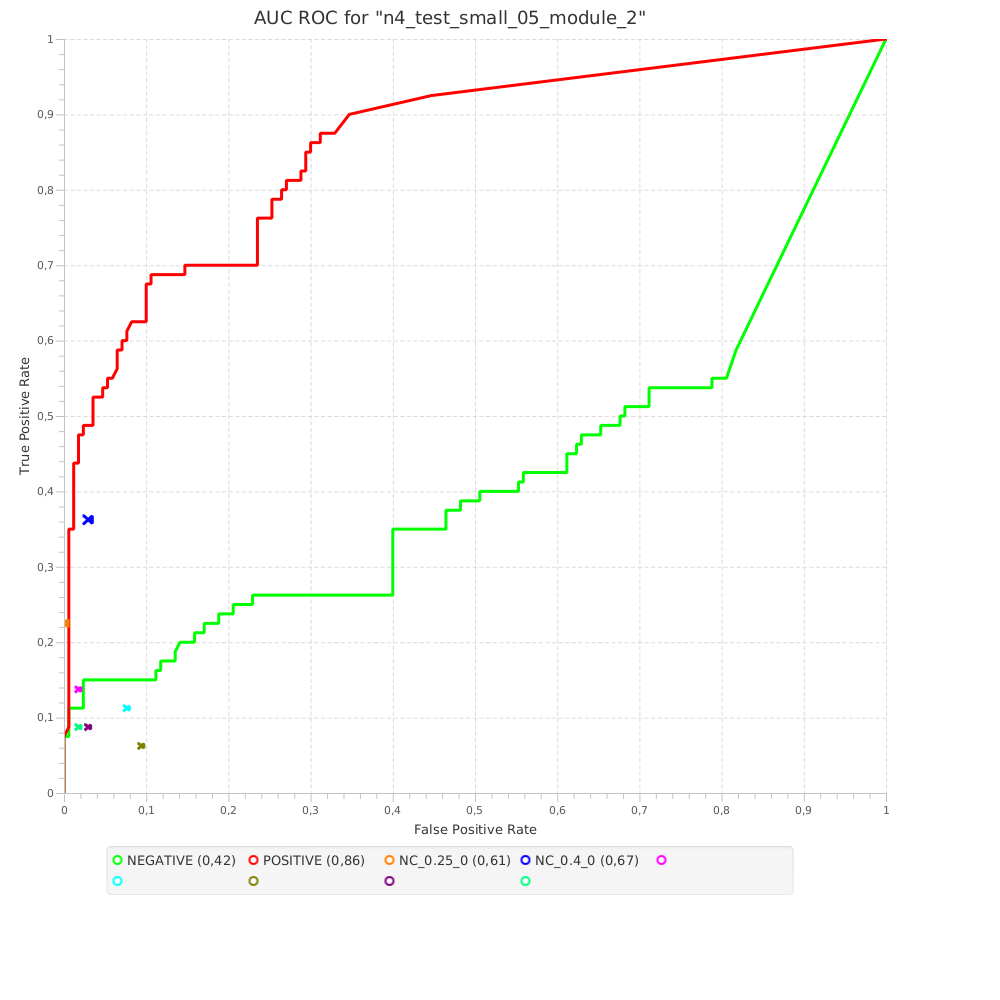 AUC ROC for "n4_test_small_05_module_2"
1
0,9
0,8
0,7
0,6
0,5
0,4
0,3
0,2
0,1
0
True Positive Rate
0 0,1 0,2 0,3 0,4 0,5 0,6 0,7 0,8 0,9 1
False Positive Rate
NEGATIVE (0,42) POSITIVE (0,86) NC_0.25_0 (0,61) NC_0.4_0 (0,67)